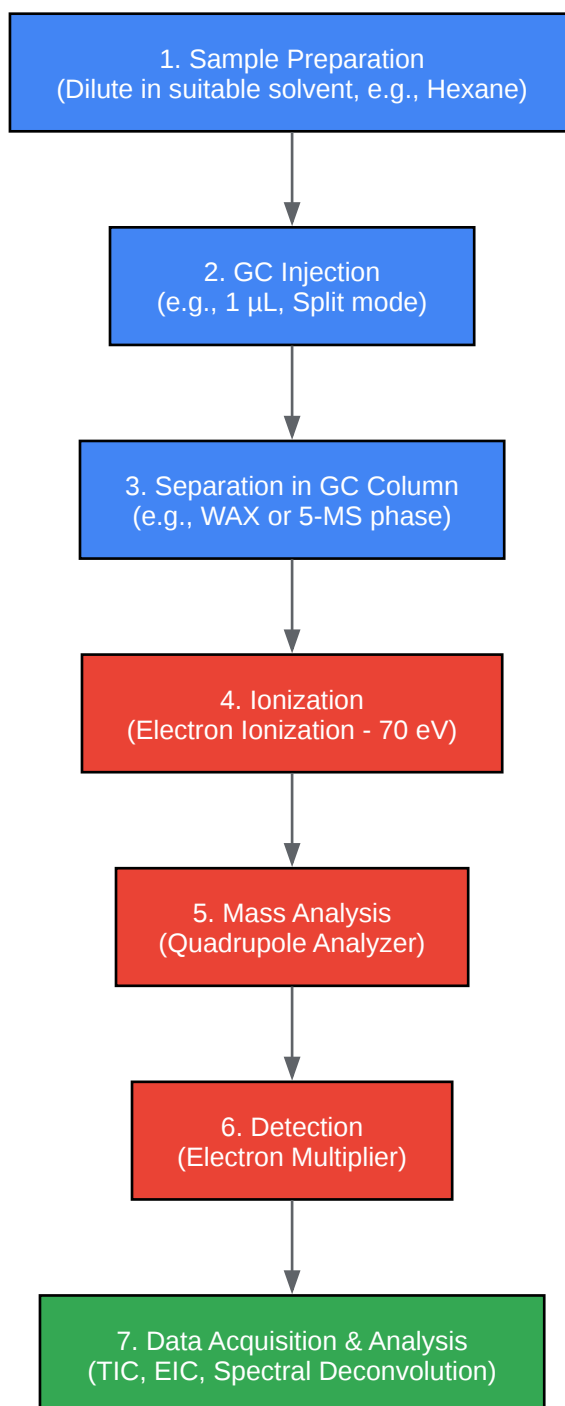 1. Sample Preparation
(Dilute in suitable solvent, e.g., Hexane)
2. GC Injection
(e.g., 1 µL, Split mode)
3. Separation in GC Column
(e.g., WAX or 5-MS phase)
4. Ionization
(Electron Ionization - 70 eV)
5. Mass Analysis
(Quadrupole Analyzer)
6. Detection
(Electron Multiplier)
7. Data Acquisition & Analysis
(TIC, EIC, Spectral Deconvolution)